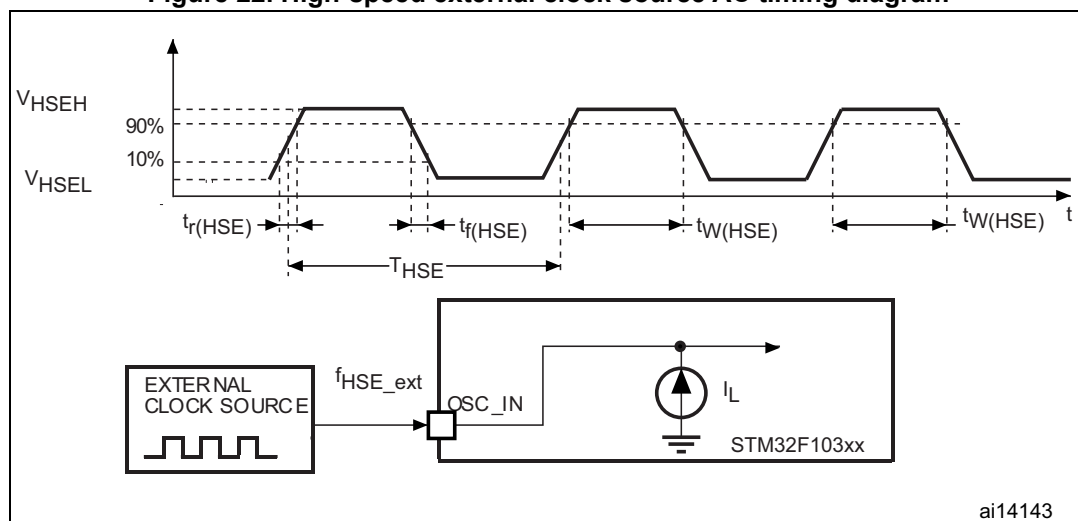 Figure 22. High-speed external clock source AC timing diagram
VHSEH
90%
10%
VHSEL
tr(HSE)
tf(HSE)
tW(HSE)
tW(HSE)
t
THSE
EXTERNAL
CLOCK SOURCE
fHSE_ext
OSC_IN
IL
STM32F103xx
ai14143